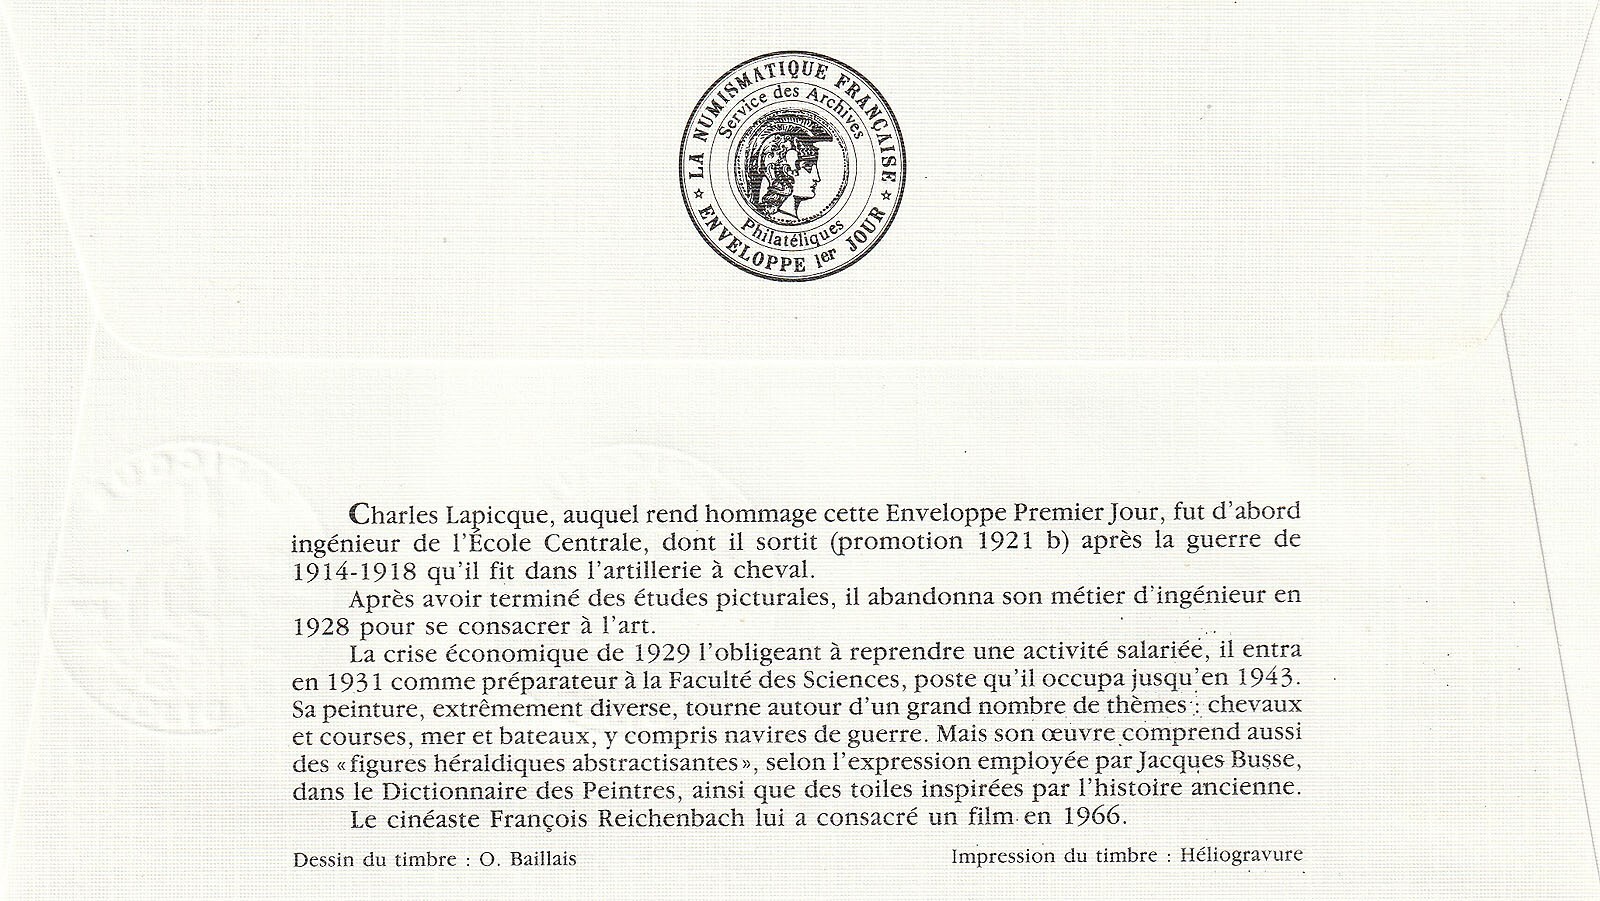 LA NUMISMATIQUE FRANÇAISE
Service des Archives
Philatéliques
☆ ENVELOPPE 1er JOUR ☆
Charles Lapicque, auquel rend hommage cette Enveloppe Premier Jour, fut d'abord
ingénieur de l'École Centrale, dont il sortit (promotion 1921 b) après la guerre de
1914-1918 qu'il fit dans l'artillerie à cheval.
Après avoir terminé des études picturales, il abandonna son métier d'ingénieur en
1928 pour se consacrer à l'art.
La crise économique de 1929 l'obligeant à reprendre une activité salariée, il entra
en 1931 comme préparateur à la Faculté des Sciences, poste qu'il occupa jusqu'en 1943.
Sa peinture, extrêmement diverse, tourne autour d'un grand nombre de thèmes : chevaux
et courses, mer et bateaux, y compris navires de guerre. Mais son œuvre comprend aussi
des «figures héraldiques abstractisantes», selon l'expression employée par Jacques Busse,
dans le Dictionnaire des Peintres, ainsi que des toiles inspirées par l'histoire ancienne.
Le cinéaste François Reichenbach lui a consacré un film en 1966.
Dessin du timbre : O. Baillais
Impression du timbre : Héliogravure